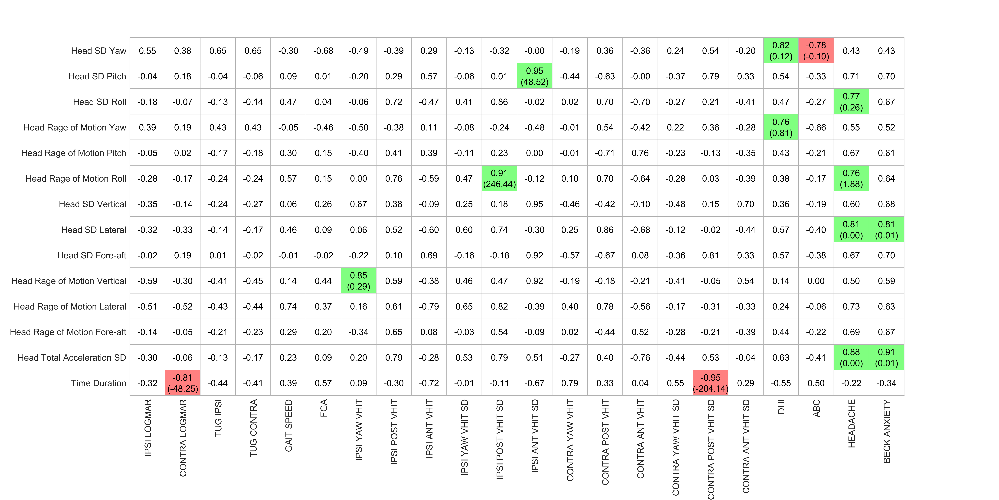 Head SD Yaw 0.55 0.38 0.65 0.65 -0.30 -0.68 -0.49 -0.39 0.29 -0.13 -0.32 -0.00 -0.19 0.36 -0.36 0.24 0.54 -0.20 0.82 (0.12) -0.78 (-0.10) 0.43 0.43
Head SD Pitch -0.04 0.18 -0.04 -0.06 0.09 0.01 -0.20 0.29 0.57 -0.06 0.01 0.95 (48.52) -0.44 -0.63 -0.00 -0.37 0.79 0.33 0.54 -0.33 0.71 0.70
Head SD Roll -0.18 -0.07 -0.13 -0.14 0.47 0.04 -0.06 0.72 -0.47 0.41 0.86 -0.02 0.02 0.70 -0.70 -0.27 0.21 -0.41 0.47 -0.27 0.77 (0.26) 0.67
Head Rage of Motion Yaw 0.39 0.19 0.43 0.43 -0.05 -0.46 -0.50 -0.38 0.11 -0.08 -0.24 -0.48 -0.01 0.54 -0.42 0.22 0.36 -0.28 0.76 (0.81) -0.66 0.55 0.52
Head Rage of Motion Pitch -0.05 0.02 -0.17 -0.18 0.30 0.15 -0.40 0.41 0.39 -0.11 0.23 0.00 -0.01 -0.71 0.76 -0.23 -0.13 -0.35 0.43 -0.21 0.67 0.61
Head Rage of Motion Roll -0.28 -0.17 -0.24 -0.24 0.57 0.15 0.00 0.76 -0.59 0.47 0.91 (246.44) -0.12 0.10 0.70 -0.64 -0.28 0.03 -0.39 0.38 -0.17 0.76 (1.88) 0.64
Head SD Vertical -0.35 -0.14 -0.24 -0.27 0.06 0.26 0.67 0.38 -0.09 0.25 0.18 0.95 -0.46 -0.42 -0.10 -0.48 0.15 0.70 0.36 -0.19 0.60 0.68
Head SD Lateral -0.32 -0.33 -0.14 -0.17 0.46 0.09 0.06 0.52 -0.60 0.60 0.74 -0.30 0.25 0.86 -0.68 -0.12 -0.02 -0.44 0.57 -0.40 0.81 (0.00) 0.81 (0.01)
Head SD Fore-aft -0.02 0.19 0.01 -0.02 -0.01 -0.02 -0.22 0.10 0.69 -0.16 -0.18 0.92 -0.57 -0.67 0.08 -0.36 0.81 0.33 0.57 -0.38 0.67 0.70
Head Rage of Motion Vertical -0.59 -0.30 -0.41 -0.45 0.14 0.44 0.85 (0.29) 0.59 -0.38 0.46 0.47 0.92 -0.19 -0.18 -0.21 -0.41 -0.05 0.54 0.14 0.00 0.50 0.59
Head Rage of Motion Lateral -0.51 -0.52 -0.43 -0.44 0.74 0.37 0.16 0.61 -0.79 0.65 0.82 -0.39 0.40 0.78 -0.56 -0.17 -0.31 -0.33 0.24 -0.06 0.73 0.63
Head Rage of Motion Fore-aft -0.14 -0.05 -0.21 -0.23 0.29 0.20 -0.34 0.65 0.08 -0.03 0.54 -0.09 0.02 -0.44 0.52 -0.28 -0.21 -0.39 0.44 -0.22 0.69 0.67
Head Total Acceleration SD -0.30 -0.06 -0.13 -0.17 0.23 0.09 0.20 0.79 -0.28 0.53 0.79 0.51 -0.27 0.40 -0.76 -0.44 0.53 -0.04 0.63 -0.41 0.88 (0.00) 0.91 (0.01)
Time Duration -0.32 -0.81 (-48.25) -0.44 -0.41 0.39 0.57 0.09 -0.30 -0.72 -0.01 -0.11 -0.67 0.79 0.33 0.04 0.55 -0.95 (-204.14) 0.29 -0.55 0.50 -0.22 -0.34
IPSI LOGMAR
CONTRA LOGMAR
TUG IPSI
TUG CONTRA
GAIT SPEED
FGA
IPSI YAW VHIT
IPSI POST VHIT
IPSI ANT VHIT
IPSI YAW VHIT SD
IPSI POST VHIT SD
IPSI ANT VHIT SD
CONTRA YAW VHIT
CONTRA POST VHIT
CONTRA ANT VHIT
CONTRA YAW VHIT SD
CONTRA POST VHIT SD
CONTRA ANT VHIT SD
DHI
ABC
HEADACHE
BECK ANXIETY